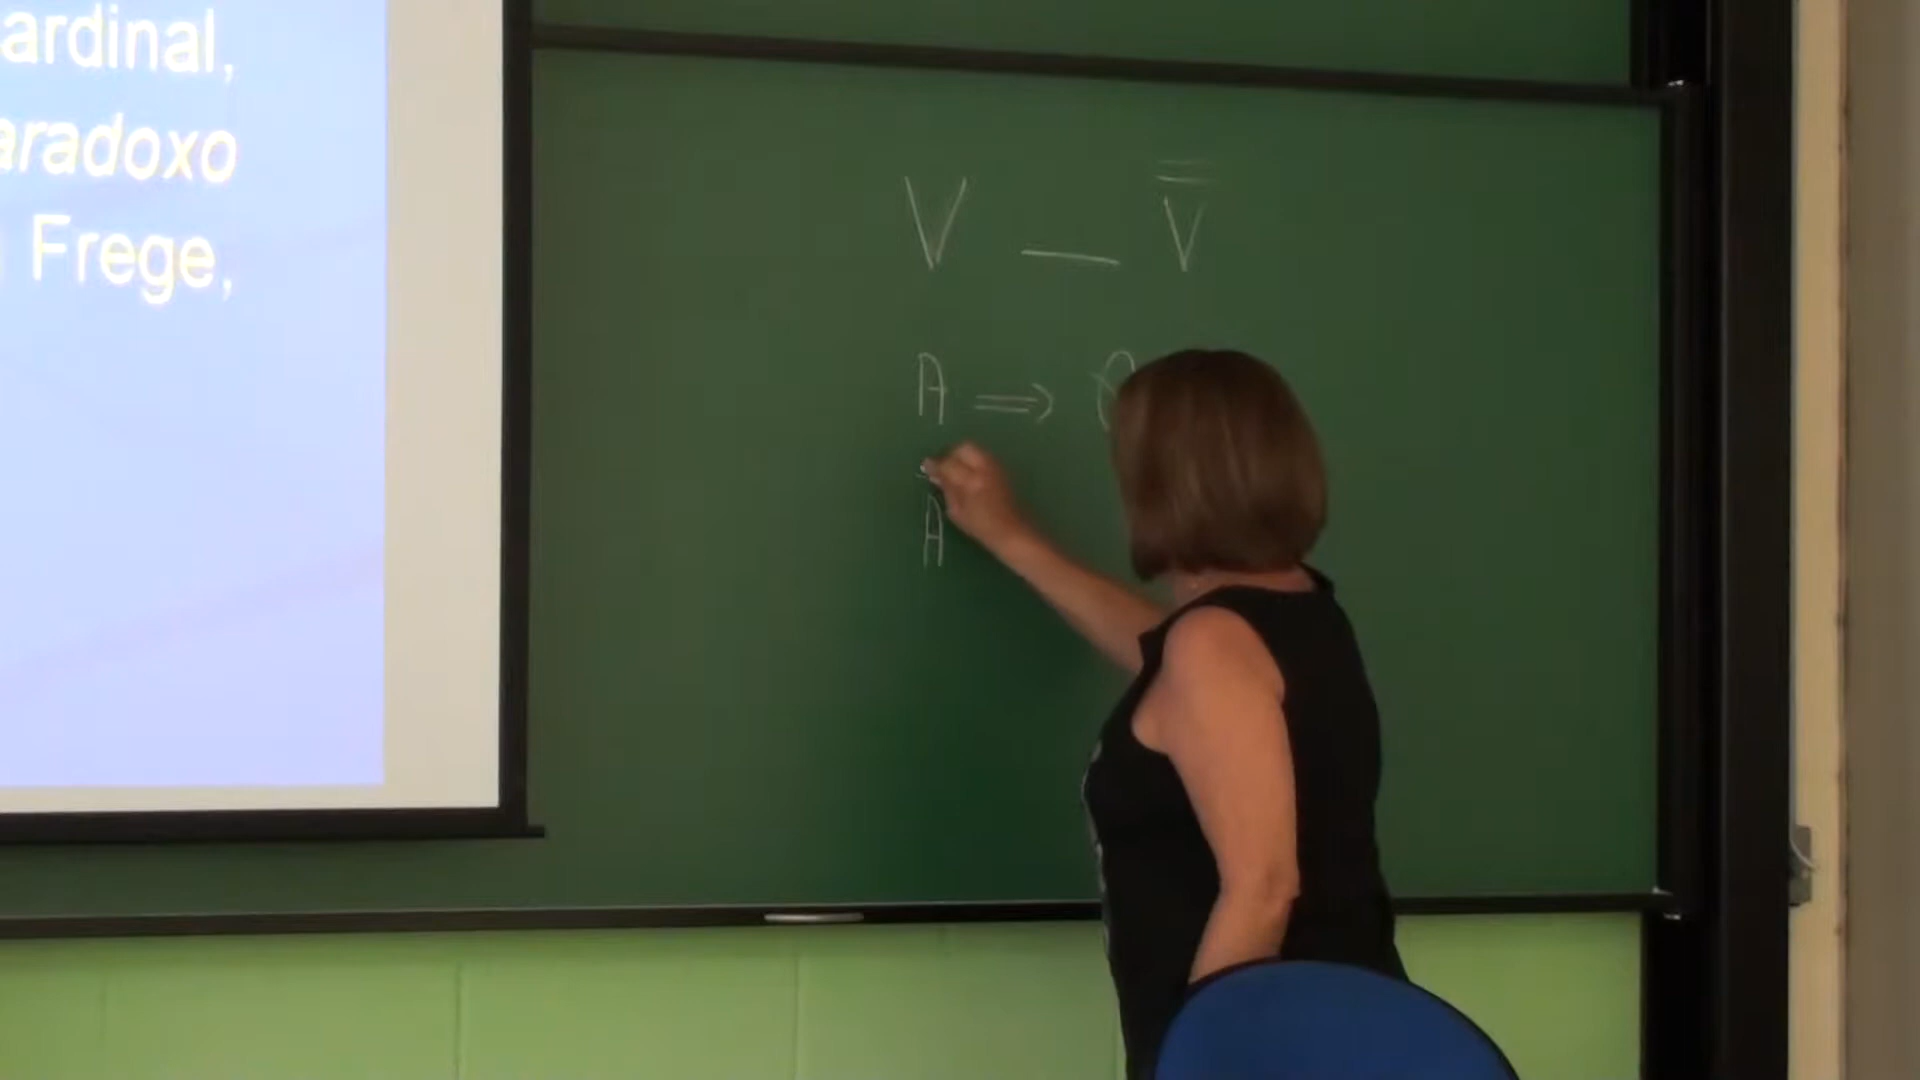 ardinal,
aradoxo
Frege,
V — V̿
A ⇒
A